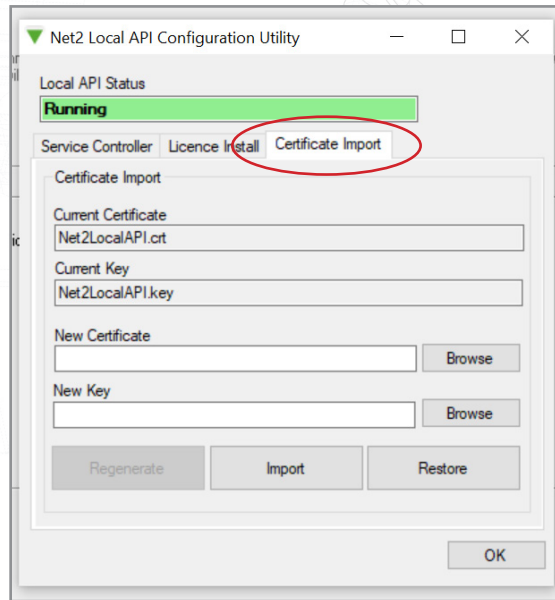 Net2 Local API Configuration Utility
Local API Status
Running
Service Controller Licence Install Certificate Import
Certificate Import
Current Certificate
Net2LocalAPI.crt
Current Key
Net2LocalAPI.key
New Certificate
Browse
New Key
Browse
Regenerate Import Restore
OK